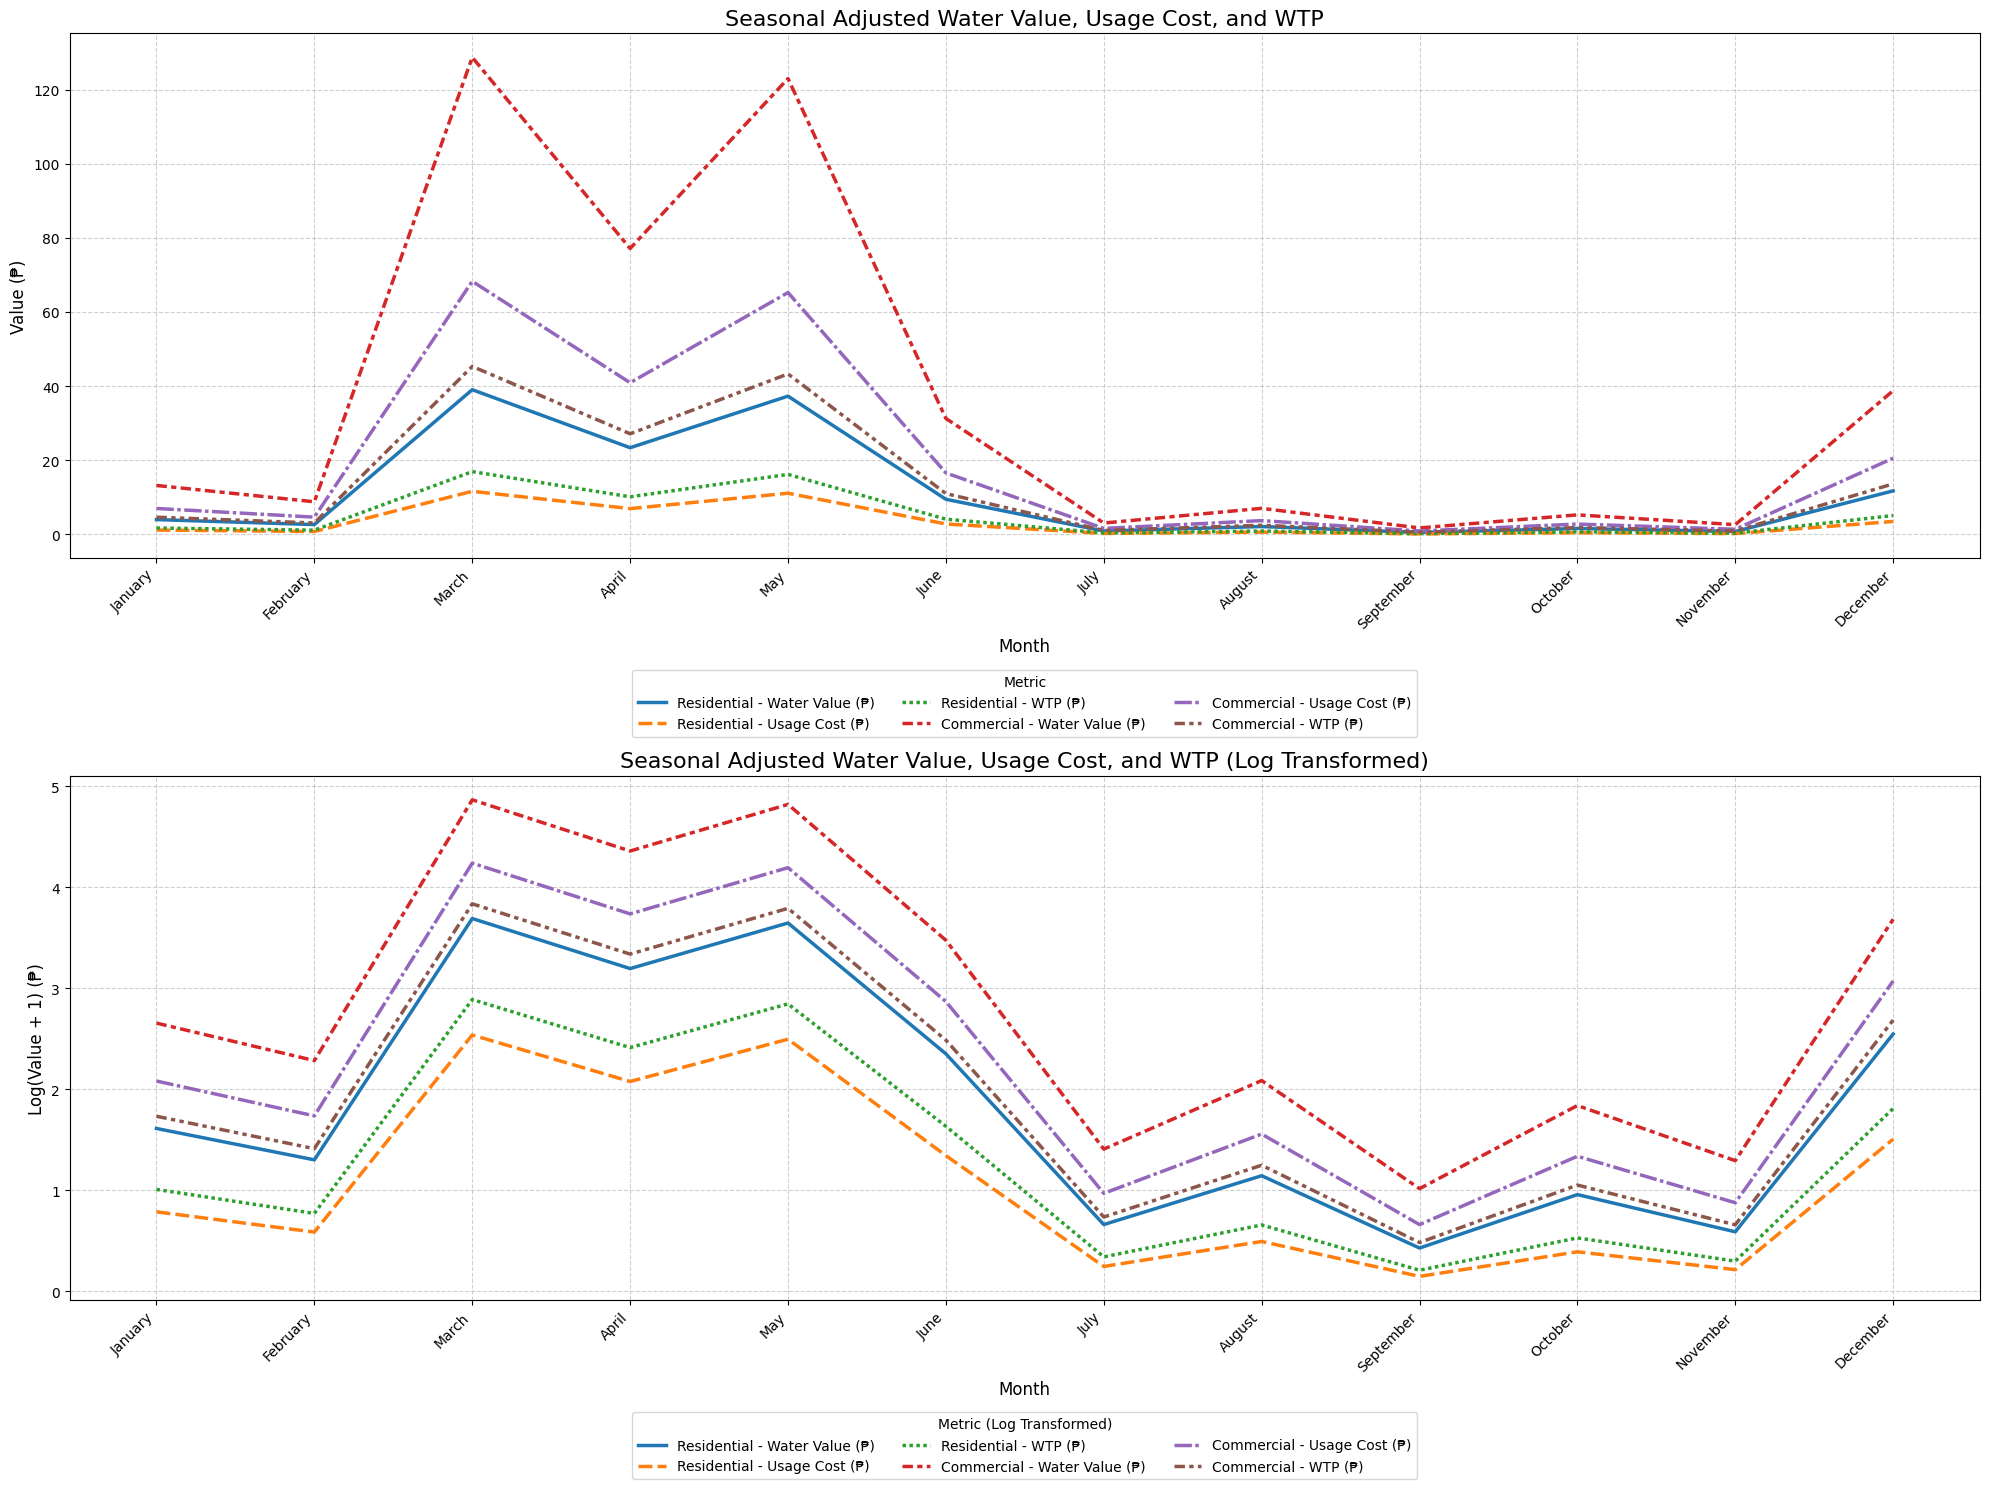 Seasonal Adjusted Water Value, Usage Cost, and WTP
Value (₱)
120
100
80
60
40
20
0
January
February
March
April
May
June
July
August
September
October
November
December
Month
Metric
Residential - Water Value (₱)
Residential - Usage Cost (₱)
Residential - WTP (₱)
Commercial - Water Value (₱)
Commercial - Usage Cost (₱)
Commercial - WTP (₱)
Seasonal Adjusted Water Value, Usage Cost, and WTP (Log Transformed)
Log(Value + 1) (₱)
5
4
3
2
1
0
January
February
March
April
May
June
July
August
September
October
November
December
Month
Metric (Log Transformed)
Residential - Water Value (₱)
Residential - Usage Cost (₱)
Residential - WTP (₱)
Commercial - Water Value (₱)
Commercial - Usage Cost (₱)
Commercial - WTP (₱)